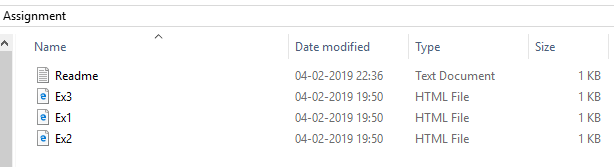 Assignment
Name Date modified Type Size
Readme 04-02-2019 22:36 Text Document 1 KB
Ex3 04-02-2019 19:50 HTML File 1 KB
Ex1 04-02-2019 19:50 HTML File 1 KB
Ex2 04-02-2019 19:50 HTML File 1 KB